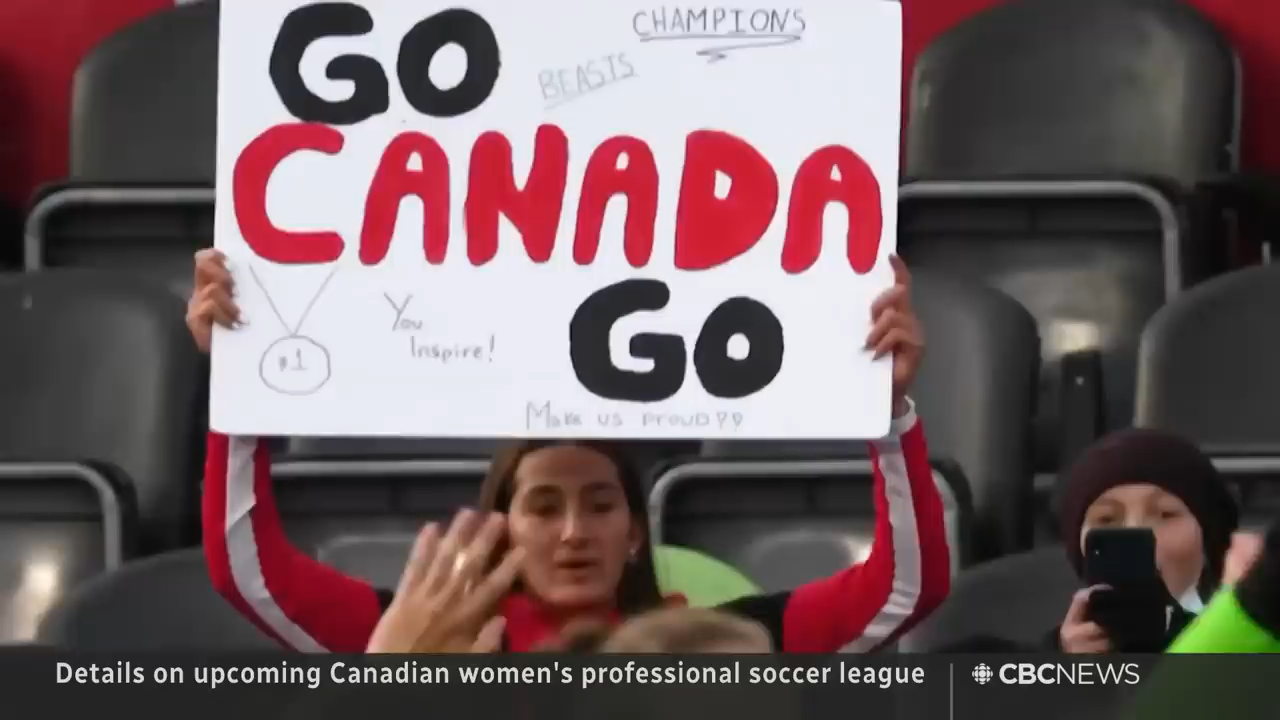 GO
CHAMPIONS
BEASTS
CANADA
#1
You
Inspire!
GO
Make us PROUD!!
Details on upcoming Canadian women's professional soccer league
CBCNEWS